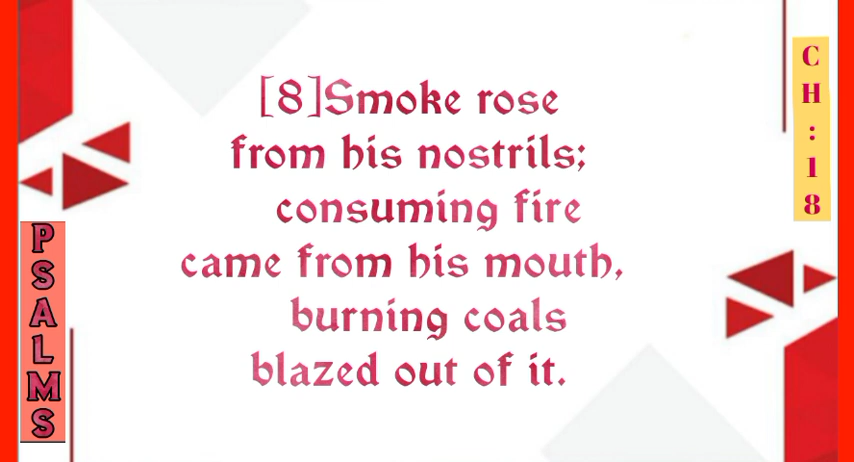 [8]Smoke rose
from his nostrils;
consuming fire
came from his mouth,
burning coals
blazed out of it.
PSALMS
CH:18